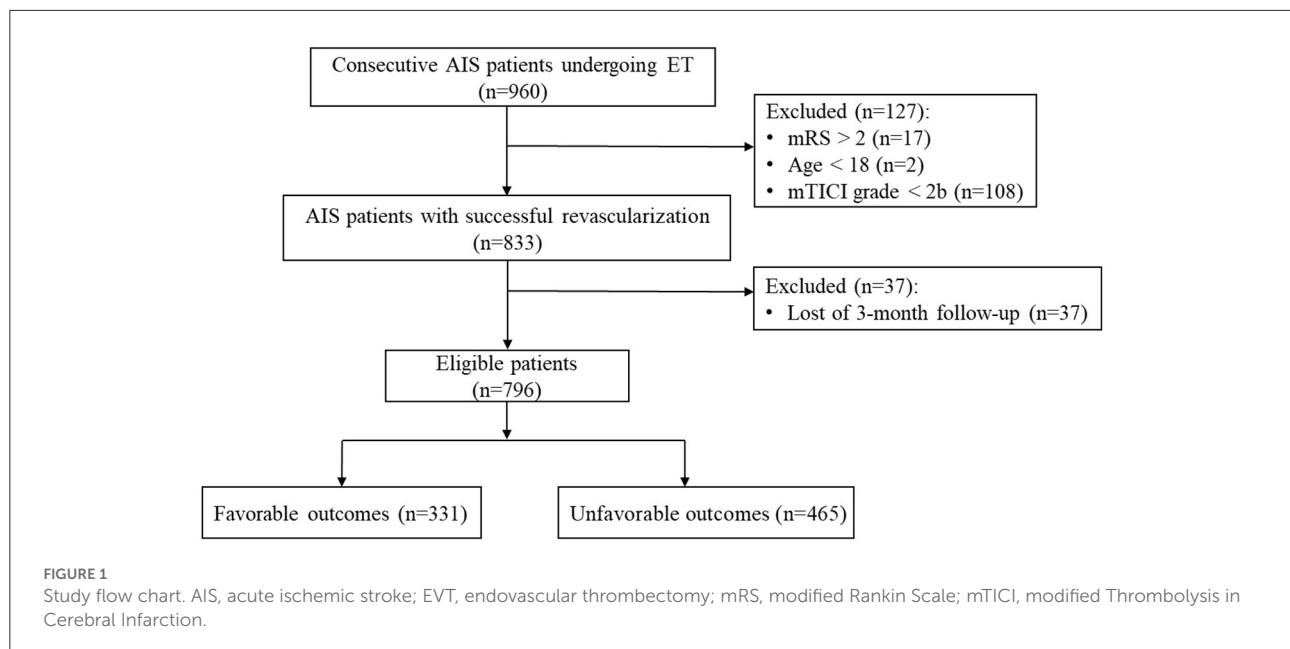 Consecutive AIS patients undergoing ET
(n=960)
Excluded (n=127):
• mRS > 2 (n=17)
• Age < 18 (n=2)
• mTICI grade < 2b (n=108)
AIS patients with successful revascularization
(n=833)
Excluded (n=37):
• Lost of 3-month follow-up (n=37)
Eligible patients
(n=796)
Favorable outcomes (n=331)
Unfavorable outcomes (n=465)
FIGURE 1
Study flow chart. AIS, acute ischemic stroke; EVT, endovascular thrombectomy; mRS, modified Rankin Scale; mTICI, modified Thrombolysis in
Cerebral Infarction.